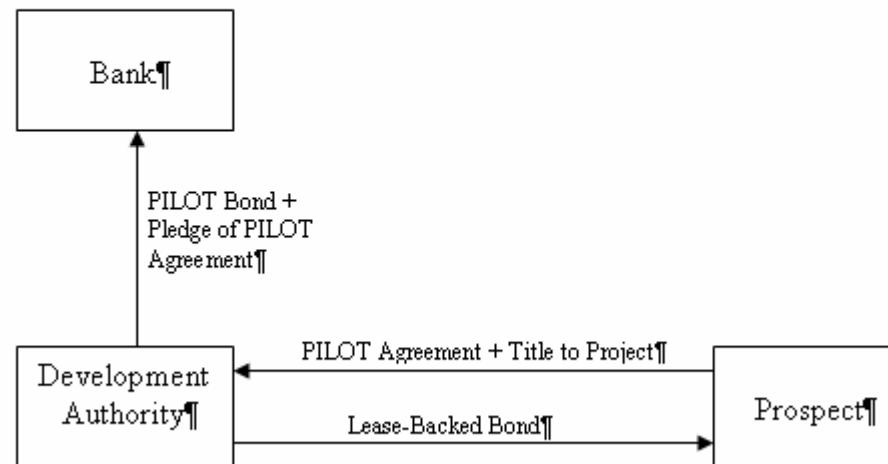 Bank¶
PILOT Bond +
Pledge of PILOT
Agreement¶
Development
Authority¶
PILOT Agreement + Title to Project¶
Lease-Backed Bond¶
Prospect¶